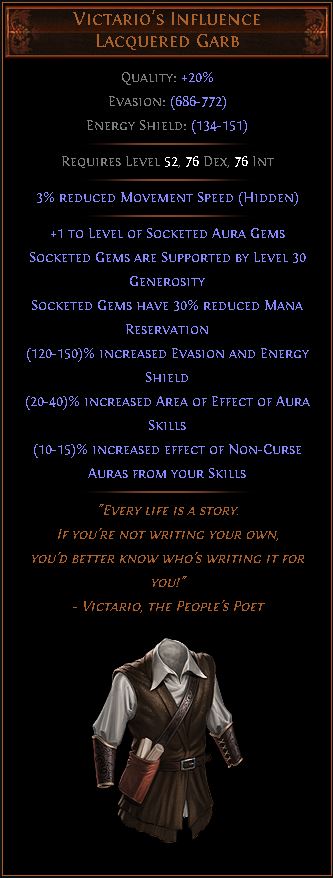 Victario's Influence
Lacquered Garb
Quality: +20%
Evasion: (686-772)
Energy Shield: (134-151)
Requires Level 52, 76 Dex, 76 Int
3% reduced Movement Speed (Hidden)
+1 to Level of Socketed Aura Gems
Socketed Gems are Supported by Level 30
Generosity
Socketed Gems have 30% reduced Mana
Reservation
(120-150)% increased Evasion and Energy
Shield
(20-40)% increased Area of Effect of Aura
Skills
(10-15)% increased effect of Non-Curse
Auras from your Skills
"Every life is a story.
If you're not writing your own,
you'd better know who's writing it for
you!"
- Victario, the People's Poet